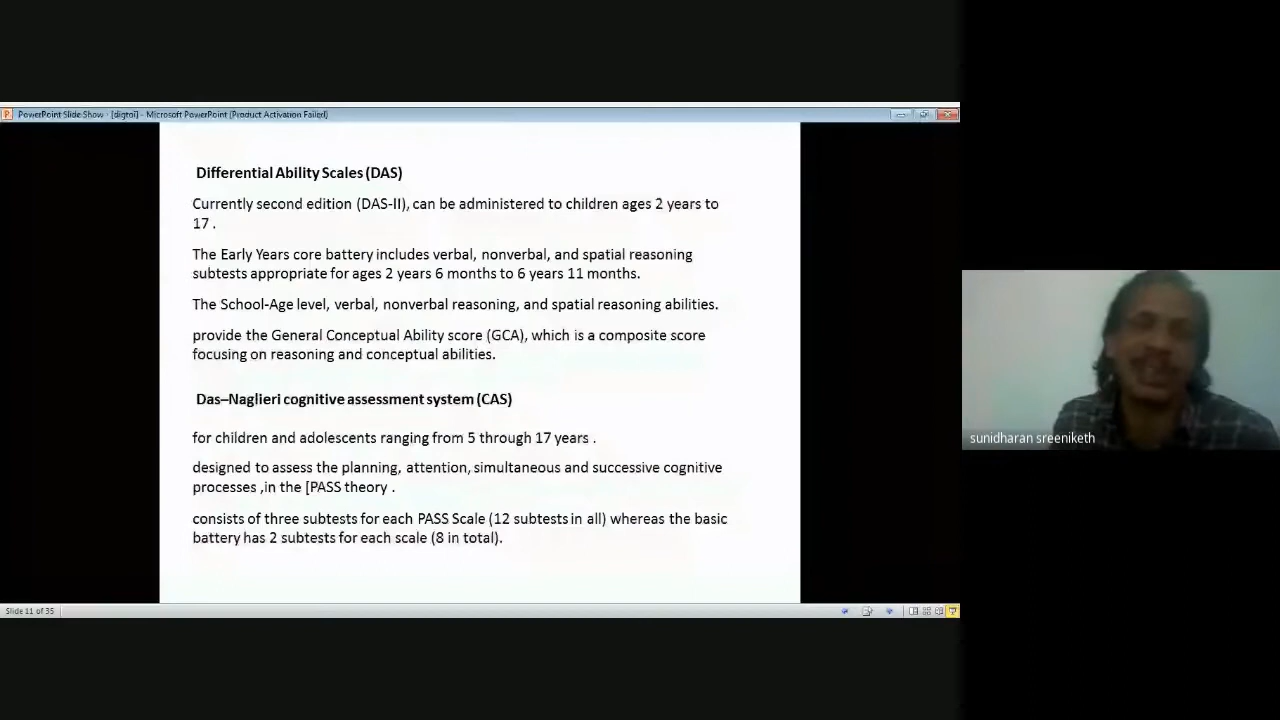 PowerPoint Slide Show - [digtoi] - Microsoft PowerPoint (Product Activation Failed)
Differential Ability Scales (DAS)
Currently second edition (DAS-II), can be administered to children ages 2 years to
17 .
The Early Years core battery includes verbal, nonverbal, and spatial reasoning
subtests appropriate for ages 2 years 6 months to 6 years 11 months.
The School-Age level, verbal, nonverbal reasoning, and spatial reasoning abilities.
provide the General Conceptual Ability score (GCA), which is a composite score
focusing on reasoning and conceptual abilities.
Das–Naglieri cognitive assessment system (CAS)
for children and adolescents ranging from 5 through 17 years .
designed to assess the planning, attention, simultaneous and successive cognitive
processes ,in the [PASS theory .
consists of three subtests for each PASS Scale (12 subtests in all) whereas the basic
battery has 2 subtests for each scale (8 in total).
Slide 11 of 35
sunidharan sreeniketh